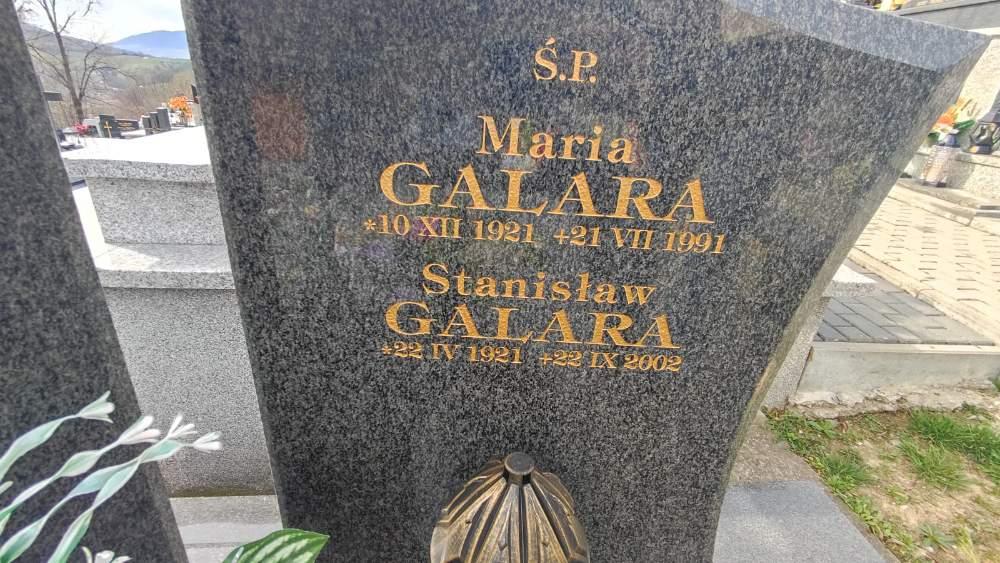 Ś.P.
Maria
GALARA
*10 XII 1921 +21 VII 1991
Stanisław
GALARA
*22 IV 1921 +22 IX 2002